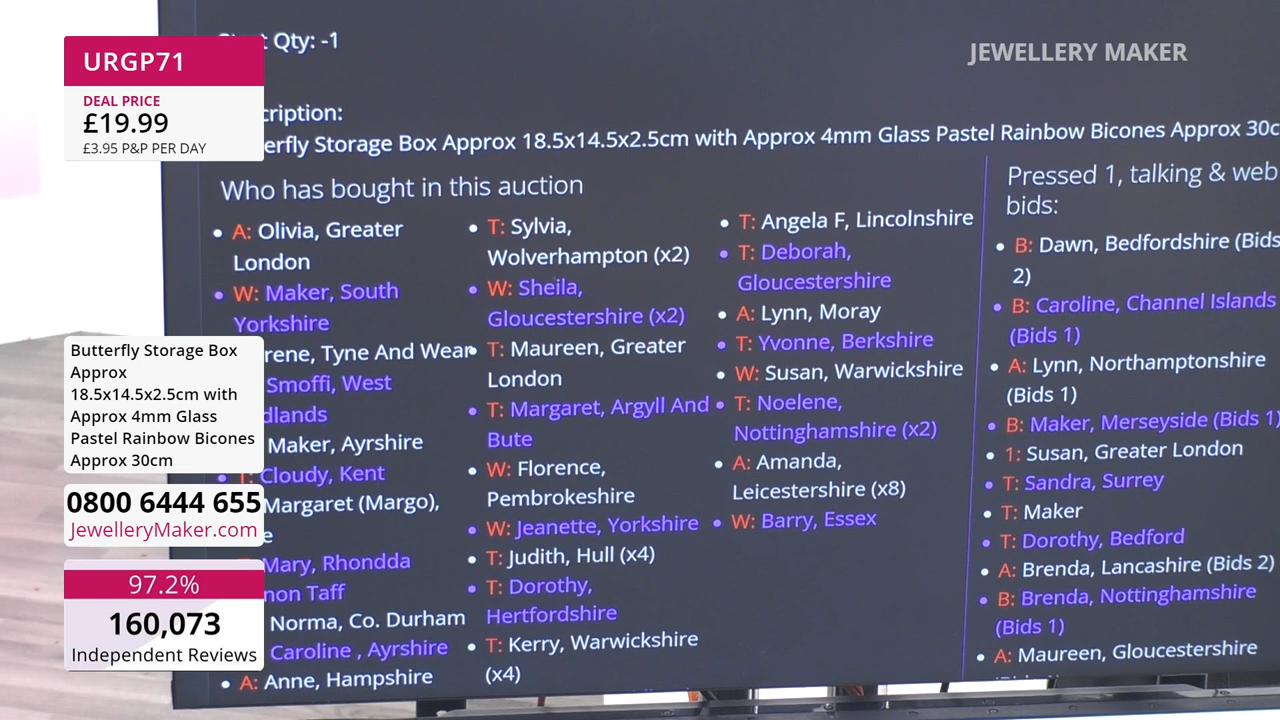 Qty: -1
JEWELLERY MAKER
URGP71
DEAL PRICE
£19.99
£3.95 P&P PER DAY
cription:
erfly Storage Box Approx 18.5x14.5x2.5cm with Approx 4mm Glass Pastel Rainbow Bicones Approx 30c
Who has bought in this auction
A: Olivia, Greater
London
W: Maker, South
Yorkshire
rene, Tyne And Wear
Smoffi, West
dlands
Maker, Ayrshire
T: Cloudy, Kent
Margaret (Margo),
e
Mary, Rhondda
non Taff
Norma, Co. Durham
Caroline , Ayrshire
A: Anne, Hampshire
T: Sylvia,
Wolverhampton (x2)
W: Sheila,
Gloucestershire (x2)
T: Maureen, Greater
London
T: Margaret, Argyll And
Bute
W: Florence,
Pembrokeshire
W: Jeanette, Yorkshire
T: Judith, Hull (x4)
T: Dorothy,
Hertfordshire
T: Kerry, Warwickshire
(x4)
T: Angela F, Lincolnshire
T: Deborah,
Gloucestershire
A: Lynn, Moray
T: Yvonne, Berkshire
W: Susan, Warwickshire
T: Noelene,
Nottinghamshire (x2)
A: Amanda,
Leicestershire (x8)
W: Barry, Essex
Pressed 1, talking & web
bids:
B: Dawn, Bedfordshire (Bids
2)
B: Caroline, Channel Islands
(Bids 1)
A: Lynn, Northamptonshire
(Bids 1)
B: Maker, Merseyside (Bids 1)
1: Susan, Greater London
T: Sandra, Surrey
T: Maker
T: Dorothy, Bedford
A: Brenda, Lancashire (Bids 2)
B: Brenda, Nottinghamshire
(Bids 1)
A: Maureen, Gloucestershire
Butterfly Storage Box
Approx
18.5x14.5x2.5cm with
Approx 4mm Glass
Pastel Rainbow Bicones
Approx 30cm
0800 6444 655
JewelleryMaker.com
97.2%
160,073
Independent Reviews